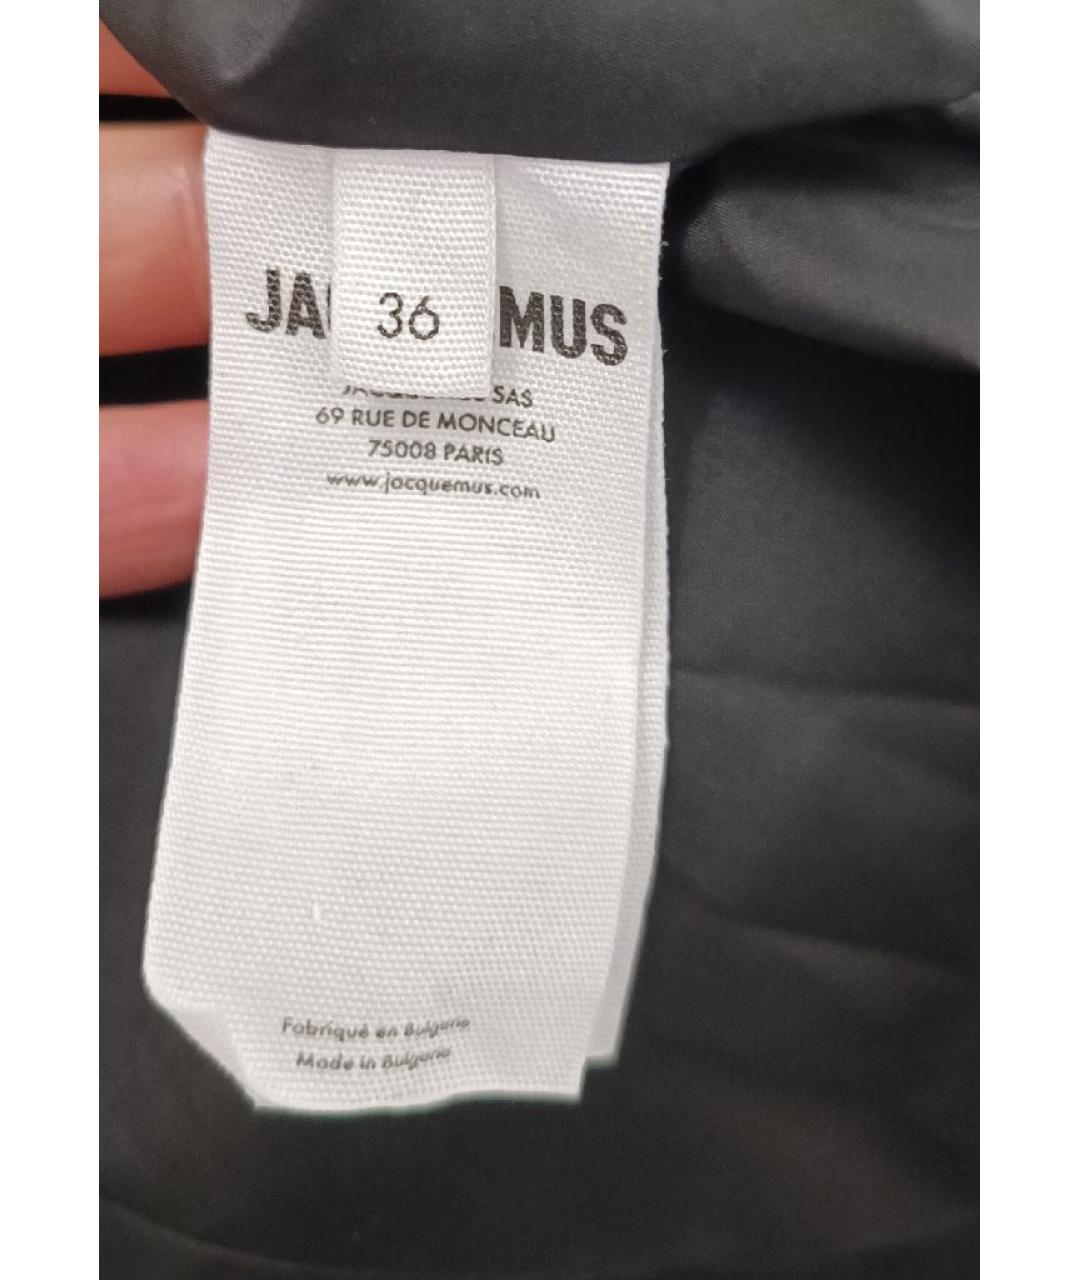 JA MUS
36
SAS
69 RUE DE MONCEAU
75008 PARIS
www.jacquemus.com
Fabriqué en Bulgarie
Made in Bulgaria